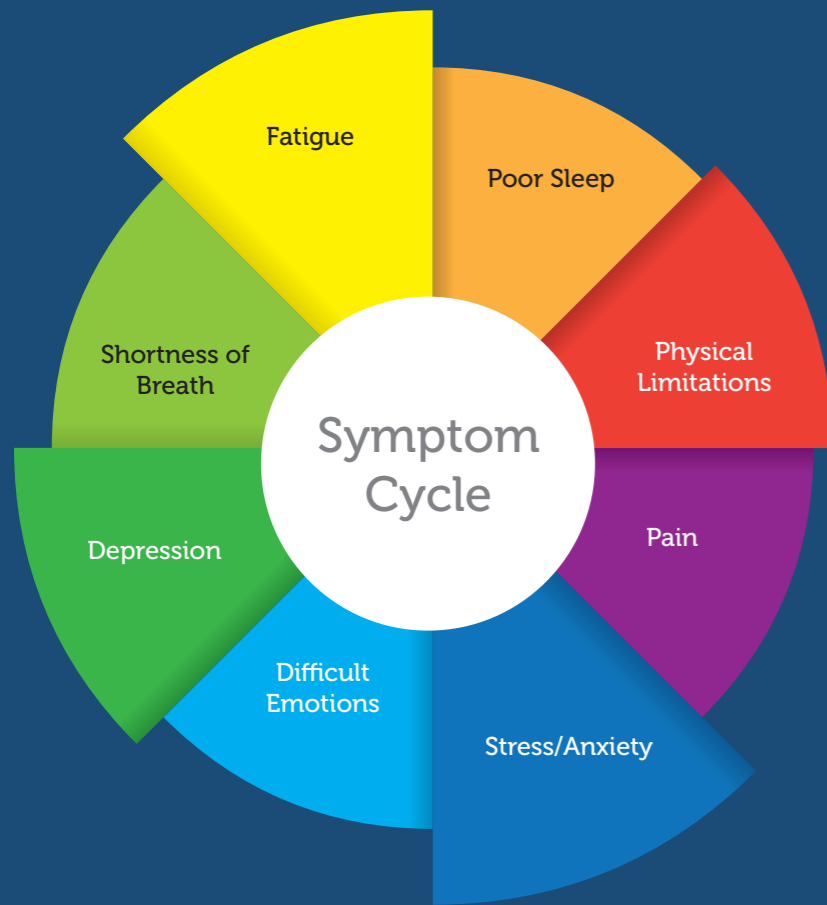 Symptom
Cycle
Fatigue
Poor Sleep
Physical
Limitations
Pain
Stress/Anxiety
Difficult
Emotions
Depression
Shortness of
Breath